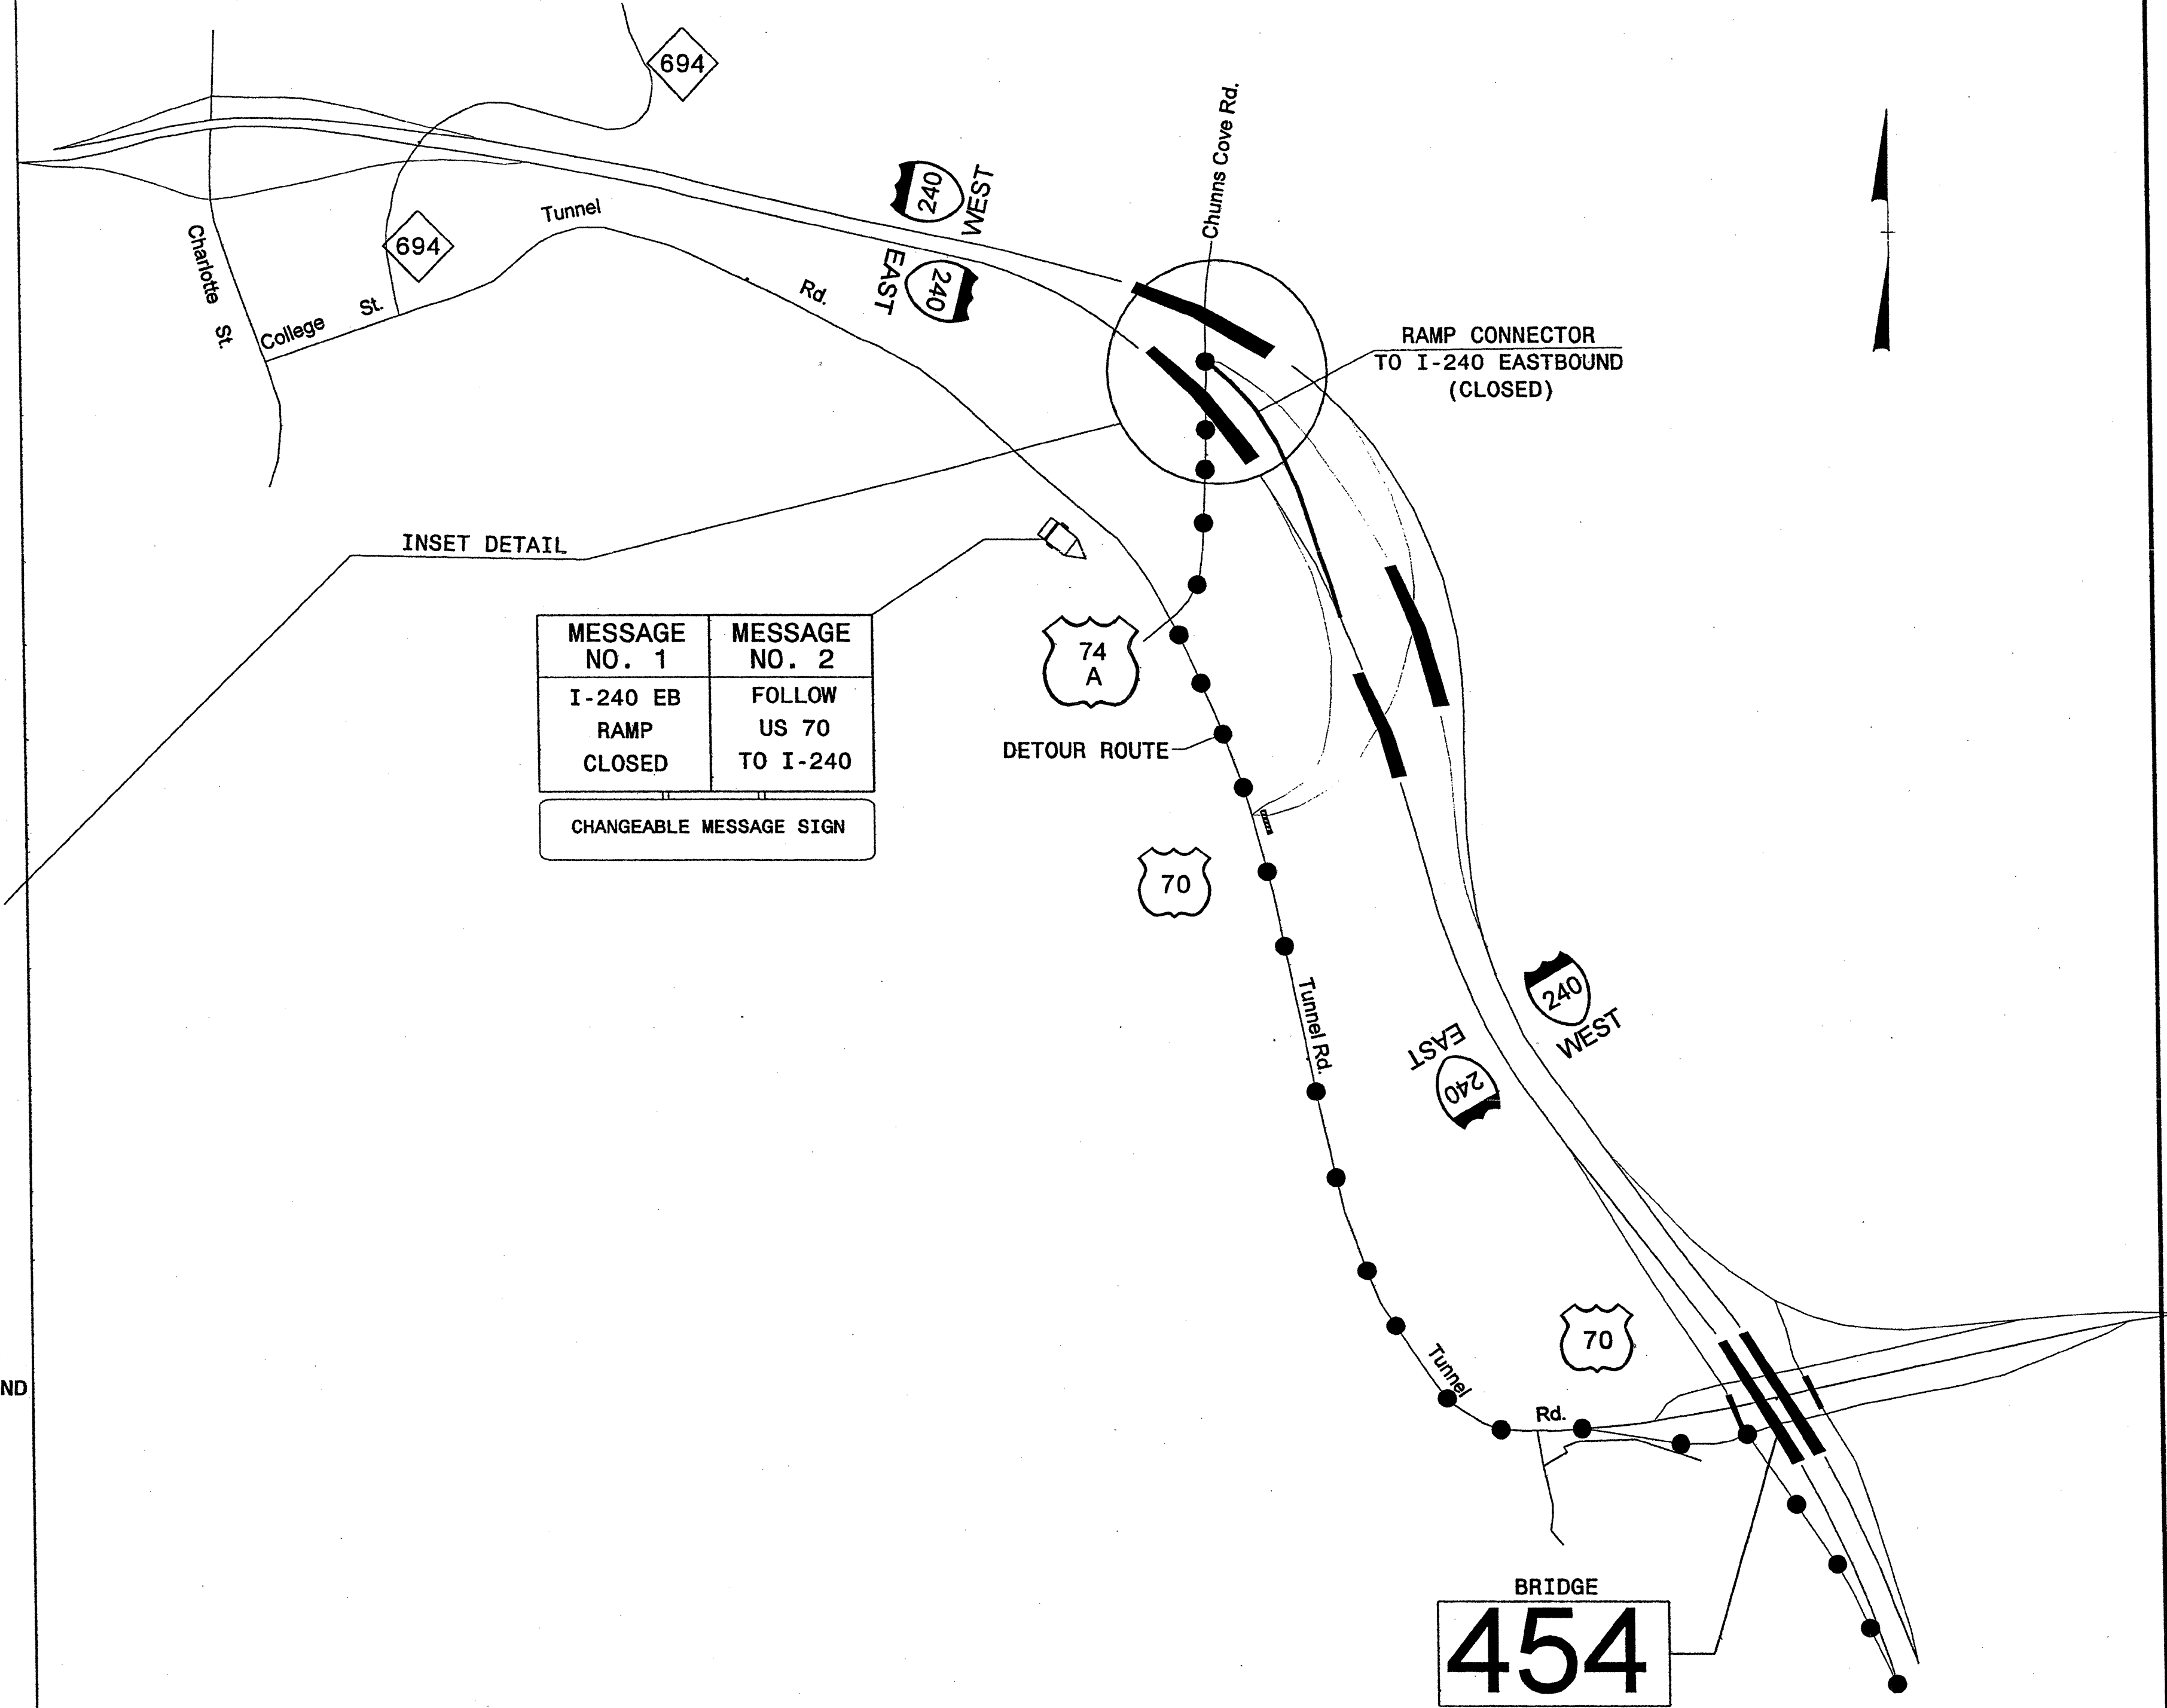 694
Chunns Cove Rd.
240
WEST
Tunnel
694
EAST
240
Rd.
Charlotte St.
College St.
RAMP CONNECTOR
TO I-240 EASTBOUND
(CLOSED)
INSET DETAIL
MESSAGE NO. 1
MESSAGE NO. 2
I-240 EB
RAMP
CLOSED
FOLLOW
US 70
TO I-240
CHANGEABLE MESSAGE SIGN
74
A
DETOUR ROUTE
70
Tunnel Rd.
240
WEST
EAST
240
70
Tunnel
Rd.
ND
BRIDGE
454